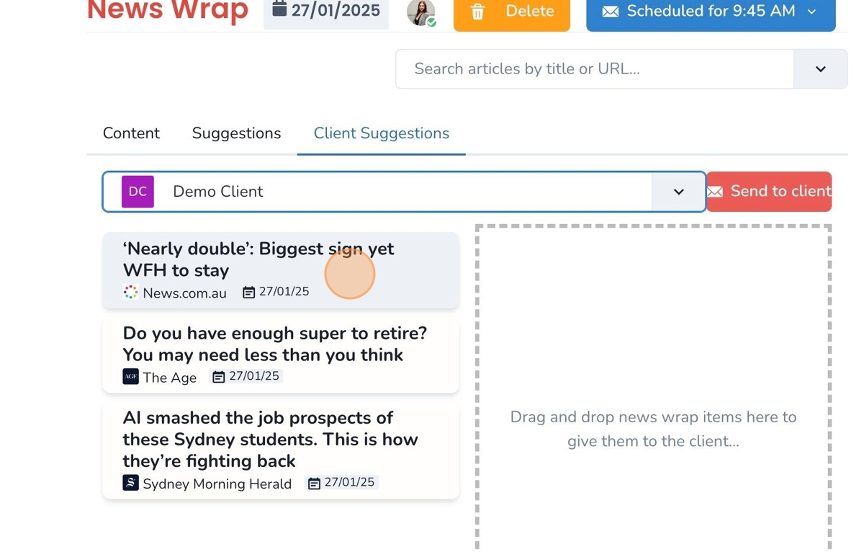 News Wrap 27/01/2025 Delete Scheduled for 9:45 AM
Search articles by title or URL...
Content Suggestions Client Suggestions
DC Demo Client Send to client
‘Nearly double’: Biggest sign yet
WFH to stay
News.com.au 27/01/25
Do you have enough super to retire?
You may need less than you think
AGE The Age 27/01/25
AI smashed the job prospects of
these Sydney students. This is how
they’re fighting back
S Sydney Morning Herald 27/01/25
Drag and drop news wrap items here to
give them to the client...